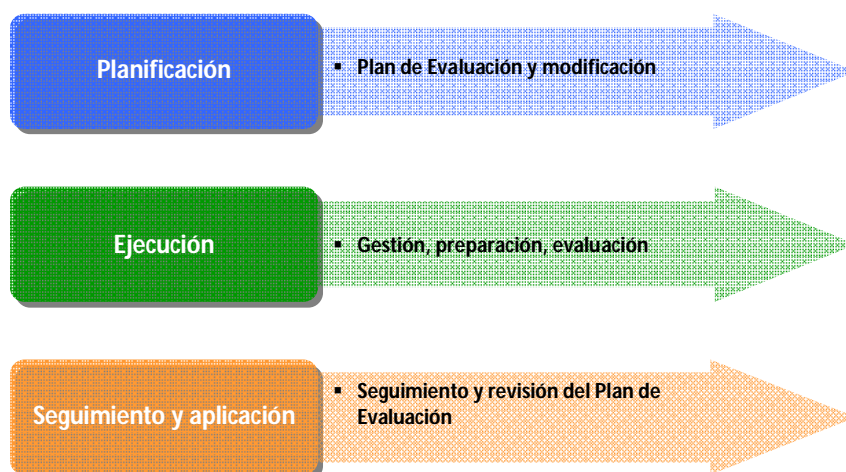 Planificación
▪ Plan de Evaluación y modificación
Ejecución
▪ Gestión, preparación, evaluación
Seguimiento y aplicación
▪ Seguimiento y revisión del Plan de
Evaluación